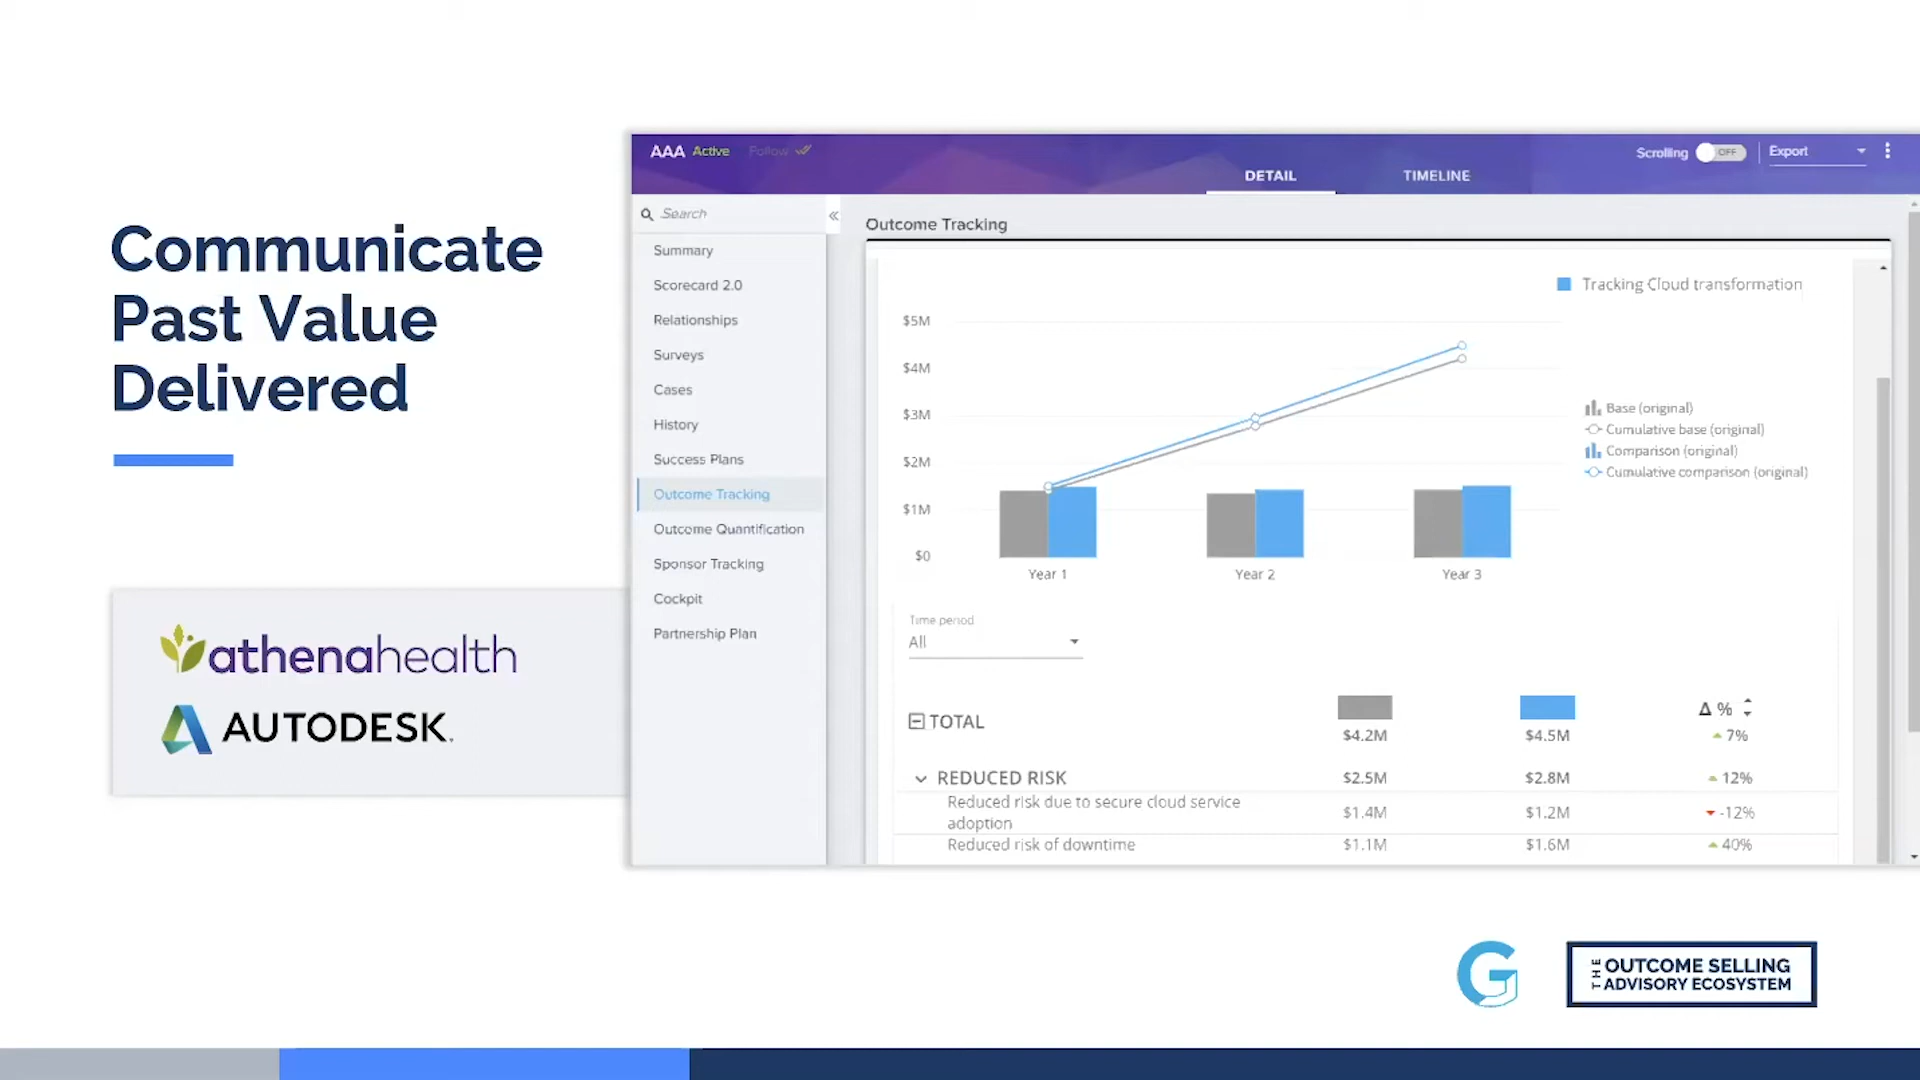 Communicate
Past Value
Delivered
athenahealth
AUTODESK.
AAA Active Follow
Scrolling OFF Export
DETAIL TIMELINE
Search
Summary
Scorecard 2.0
Relationships
Surveys
Cases
History
Success Plans
Outcome Tracking
Outcome Quantification
Sponsor Tracking
Cockpit
Partnership Plan
Outcome Tracking
Tracking Cloud transformation
$5M
$4M
$3M
$2M
$1M
$0
Year 1 Year 2 Year 3
Base (original)
Cumulative base (original)
Comparison (original)
Cumulative comparison (original)
Time period
All
Δ %
TOTAL $4.2M $4.5M 7%
REDUCED RISK $2.5M $2.8M 12%
Reduced risk due to secure cloud service
adoption $1.4M $1.2M -12%
Reduced risk of downtime $1.1M $1.6M 40%
G
THE OUTCOME SELLING
ADVISORY ECOSYSTEM